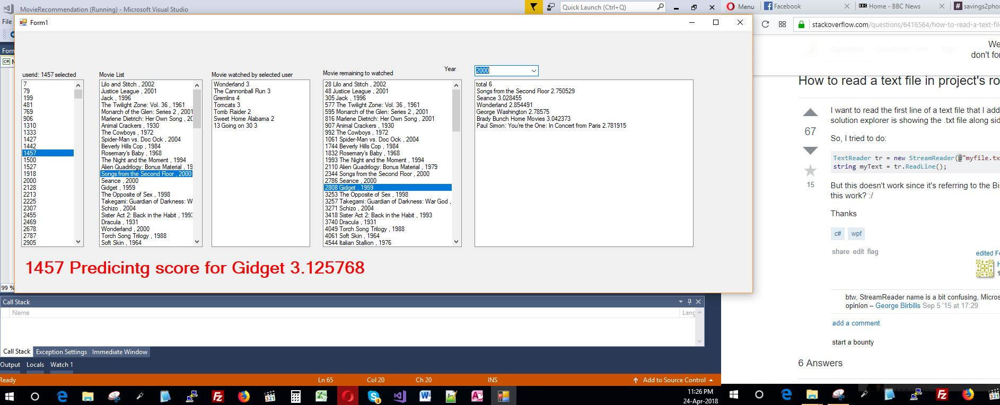 MovieRecommendation (Running) - Microsoft Visual Studio
Quick Launch (Ctrl+Q)
File
Form1
Form
C#
99 %
userid: 1457 selected
7
79
199
481
769
906
1310
1333
1427
1442
1457
1500
1527
1918
2000
2128
2213
2225
2307
2455
2469
2678
2787
2905
Movie List
Lilo and Stitch , 2002
Justice League , 2001
Jack , 1996
The Twilight Zone: Vol. 36 , 1961
Monarch of the Glen: Series 2 , 2001
Marlene Dietrich: Her Own Song , 20
Animal Crackers , 1930
The Cowboys , 1972
Spider-Man vs. Doc Ock , 2004
Beverly Hills Cop , 1984
Rosemary's Baby , 1968
The Night and the Moment , 1994
Alien Quadrilogy: Bonus Material , 19
Songs from the Second Floor , 2000
Seance , 2000
Gidget , 1959
The Opposite of Sex , 1998
Takegami: Guardian of Darkness: W
Schizo , 2004
Sister Act 2: Back in the Habit , 1993
Dracula , 1931
Wonderland , 2000
Torch Song Trilogy , 1988
Soft Skin , 1964
Movie watched by selected user
Wonderland 3
The Cannonball Run 3
Gremlins 4
Tomcats 3
Tomb Raider 2
Sweet Home Alabama 2
13 Going on 30 3
Movie remaining to watched
28 Lilo and Stitch , 2002
48 Justice League , 2001
305 Jack , 1996
577 The Twilight Zone: Vol. 36 , 1961
595 Monarch of the Glen: Series 2 , 2001
816 Marlene Dietrich: Her Own Song , 2001
907 Animal Crackers , 1930
992 The Cowboys , 1972
1061 Spider-Man vs. Doc Ock , 2004
1744 Beverly Hills Cop , 1984
1832 Rosemary's Baby , 1968
1993 The Night and the Moment , 1994
2110 Alien Quadrilogy: Bonus Material , 1979
2344 Songs from the Second Floor , 2000
2786 Seance , 2000
2808 Gidget , 1959
3253 The Opposite of Sex , 1998
3257 Takegami: Guardian of Darkness: War God ,
3271 Schizo , 2004
3418 Sister Act 2: Back in the Habit , 1993
3740 Dracula , 1931
4049 Torch Song Trilogy , 1988
4061 Soft Skin , 1964
4544 Italian Stallion , 1976
Year
2000
total 6
Songs from the Second Floor 2.750529
Seance 3.028455
Wonderland 2.854491
George Washington 2.78575
Brady Bunch Home Movies 3.042373
Paul Simon: You're the One: In Concert from Paris 2.781915
1457 Predicintg score for Gidget 3.125768
Call Stack
Name
Lang
Call Stack
Exception Settings
Immediate Window
Output
Locals
Watch 1
Ready
Ln 65
Col 20
Ch 20
INS
Add to Source Control
321
11:26 PM
24-Apr-2018
Menu
Facebook
Home - BBC News
savings2pho
stackoverflow.com/questions/6416564/how-to-read-a-text-fil
Questions
Developer Jobs
Tags
We
don't for
How to read a text file in project's ro
67
15
I want to read the first line of a text file that I add
solution explorer is showing the .txt file along sid
So, I tried to do:
TextReader tr = new StreamReader(@"myfile.tx
string myText = tr.ReadLine();
But this doesn't work since it's referring to the Bi
this work? :/
Thanks
c#
wpf
share edit flag
edited Fe
btw, StreamReader name is a bit confusing, Micros
opinion – George Birbilis Sep 5 '15 at 17:29
add a comment
start a bounty
6 Answers
321